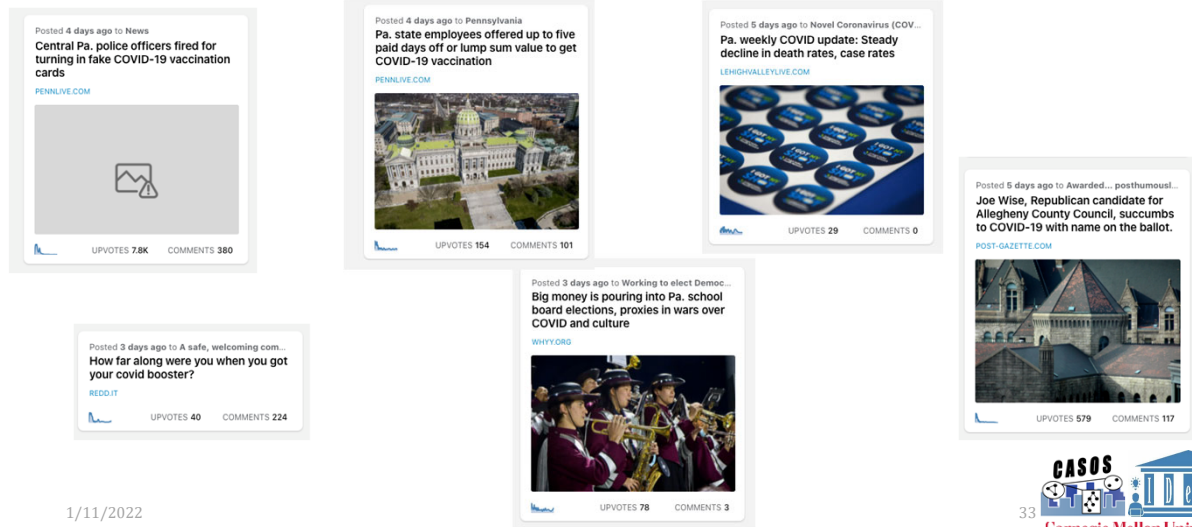 Posted 4 days ago to News
Central Pa. police officers fired for
turning in fake COVID-19 vaccination
cards
PENNLIVE.COM
UPVOTES 7.8K COMMENTS 380
Posted 4 days ago to Pennsylvania
Pa. state employees offered up to five
paid days off or lump sum value to get
COVID-19 vaccination
PENNLIVE.COM
UPVOTES 154 COMMENTS 101
Posted 5 days ago to Novel Coronavirus (COV...
Pa. weekly COVID update: Steady
decline in death rates, case rates
LEHIGHVALLEYLIVE.COM
I GOT MY
SHOT
UPVOTES 29 COMMENTS 0
Posted 5 days ago to Awarded... posthumousl...
Joe Wise, Republican candidate for
Allegheny County Council, succumbs
to COVID-19 with name on the ballot.
POST-GAZETTE.COM
UPVOTES 579 COMMENTS 117
Posted 3 days ago to A safe, welcoming com...
How far along were you when you got
your covid booster?
REDD.IT
UPVOTES 40 COMMENTS 224
Posted 3 days ago to Working to elect Democ...
Big money is pouring into Pa. school
board elections, proxies in wars over
COVID and culture
WHYY.ORG
UPVOTES 78 COMMENTS 3
1/11/2022
33
CASOS
Carnegie Mellon